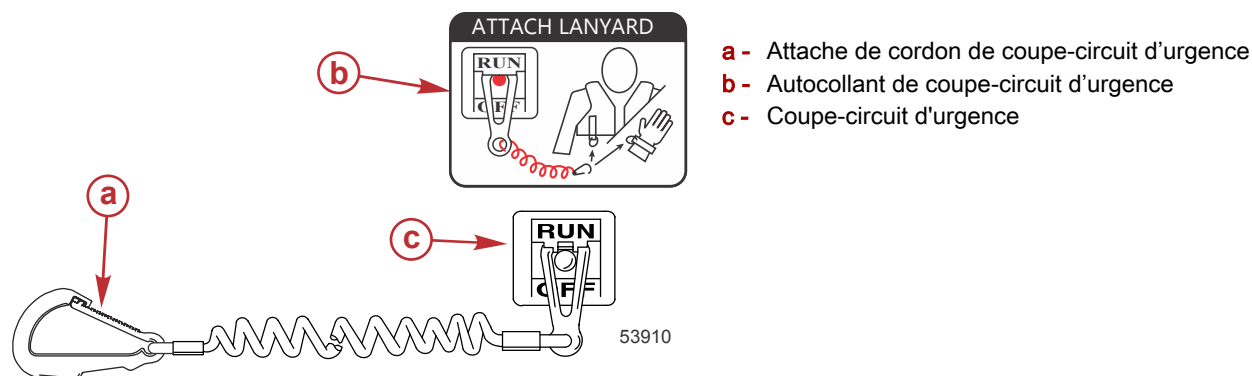 ATTACH LANYARD
RUN
OFF
b
a - Attache de cordon de coupe-circuit d’urgence
b - Autocollant de coupe-circuit d’urgence
c - Coupe-circuit d'urgence
a
c
RUN
OFF
53910